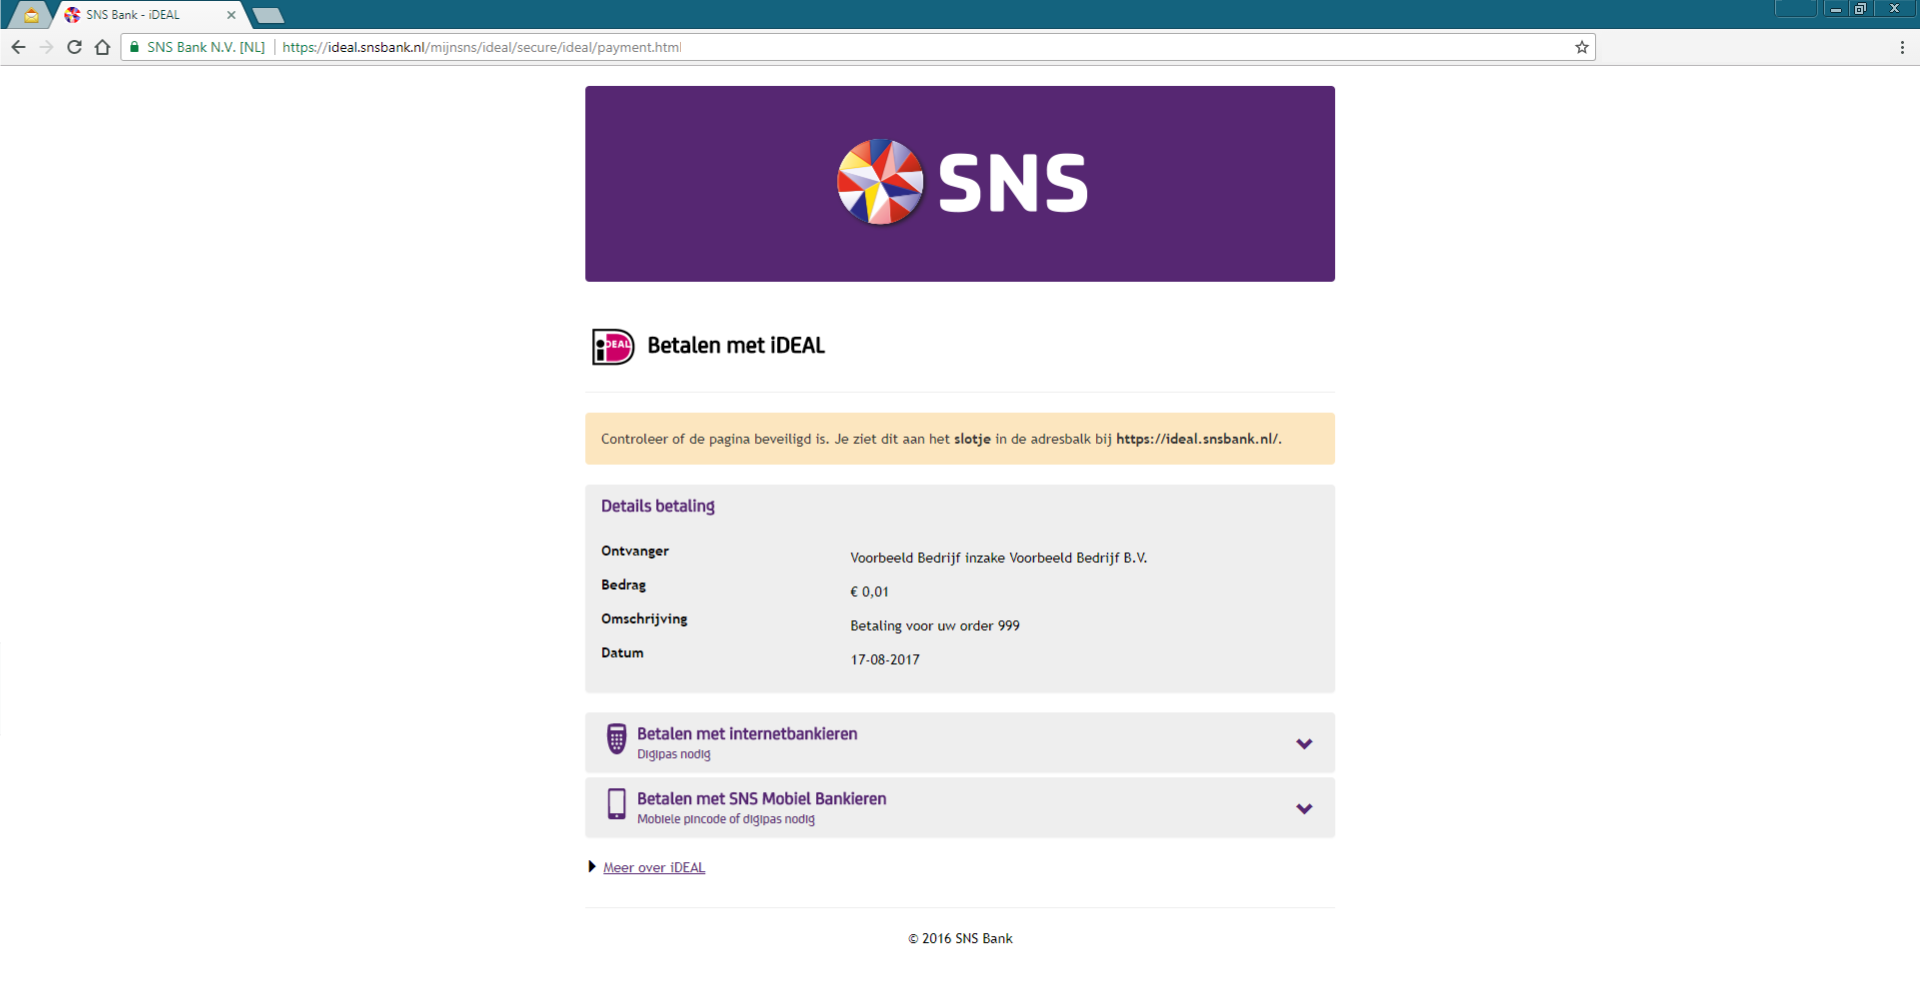 SNS Bank - iDEAL
SNS Bank N.V. [NL] https://ideal.snsbank.nl/mijnsns/ideal/secure/ideal/payment.html
SNS
iDEAL Betalen met iDEAL
Controleer of de pagina beveiligd is. Je ziet dit aan het slotje in de adresbalk bij https://ideal.snsbank.nl/.
Details betaling
Ontvanger Voorbeeld Bedrijf inzake Voorbeeld Bedrijf B.V.
Bedrag € 0,01
Omschrijving Betaling voor uw order 999
Datum 17-08-2017
Betalen met internetbankieren
Digipas nodig
Betalen met SNS Mobiel Bankieren
Mobiele pincode of digipas nodig
Meer over iDEAL
© 2016 SNS Bank